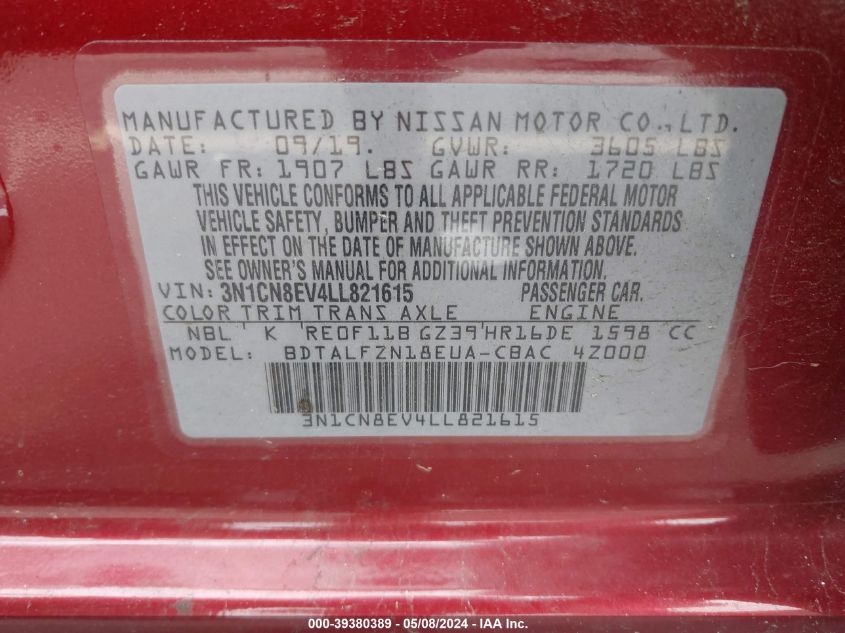 MANUFACTURED BY NISSAN MOTOR CO., LTD.
DATE: 09/19. GVWR: 3605 LBS
GAWR FR: 1907 LBS GAWR RR: 1720 LBS
THIS VEHICLE CONFORMS TO ALL APPLICABLE FEDERAL MOTOR
VEHICLE SAFETY, BUMPER AND THEFT PREVENTION STANDARDS
IN EFFECT ON THE DATE OF MANUFACTURE SHOWN ABOVE.
SEE OWNER'S MANUAL FOR ADDITIONAL INFORMATION.
VIN: 3N1CN8EV4LL821615 PASSENGER CAR.
COLOR TRIM TRANS AXLE ENGINE
NBL K RE0F11B GZ39 HR16DE 1598 CC
MODEL: BDTALFZN18EUA-CBAC 4Z000
3N1CN8EV4LL821615
000-39380389 - 05/08/2024 - IAAI.COM